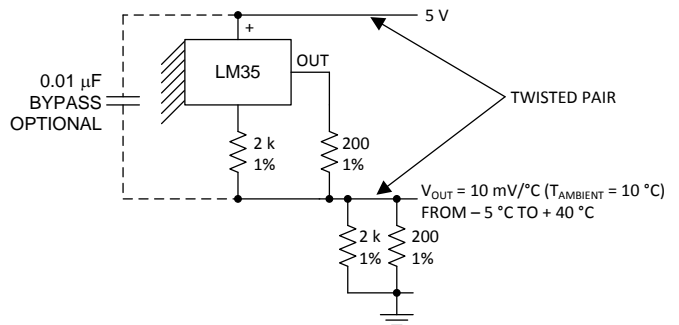 5 V
+
OUT
LM35
0.01 µF
BYPASS
OPTIONAL
TWISTED PAIR
2 k
1%
200
1%
V_OUT = 10 mV/°C (T_AMBIENT = 10 °C)
FROM – 5 °C TO + 40 °C
2 k
1%
200
1%